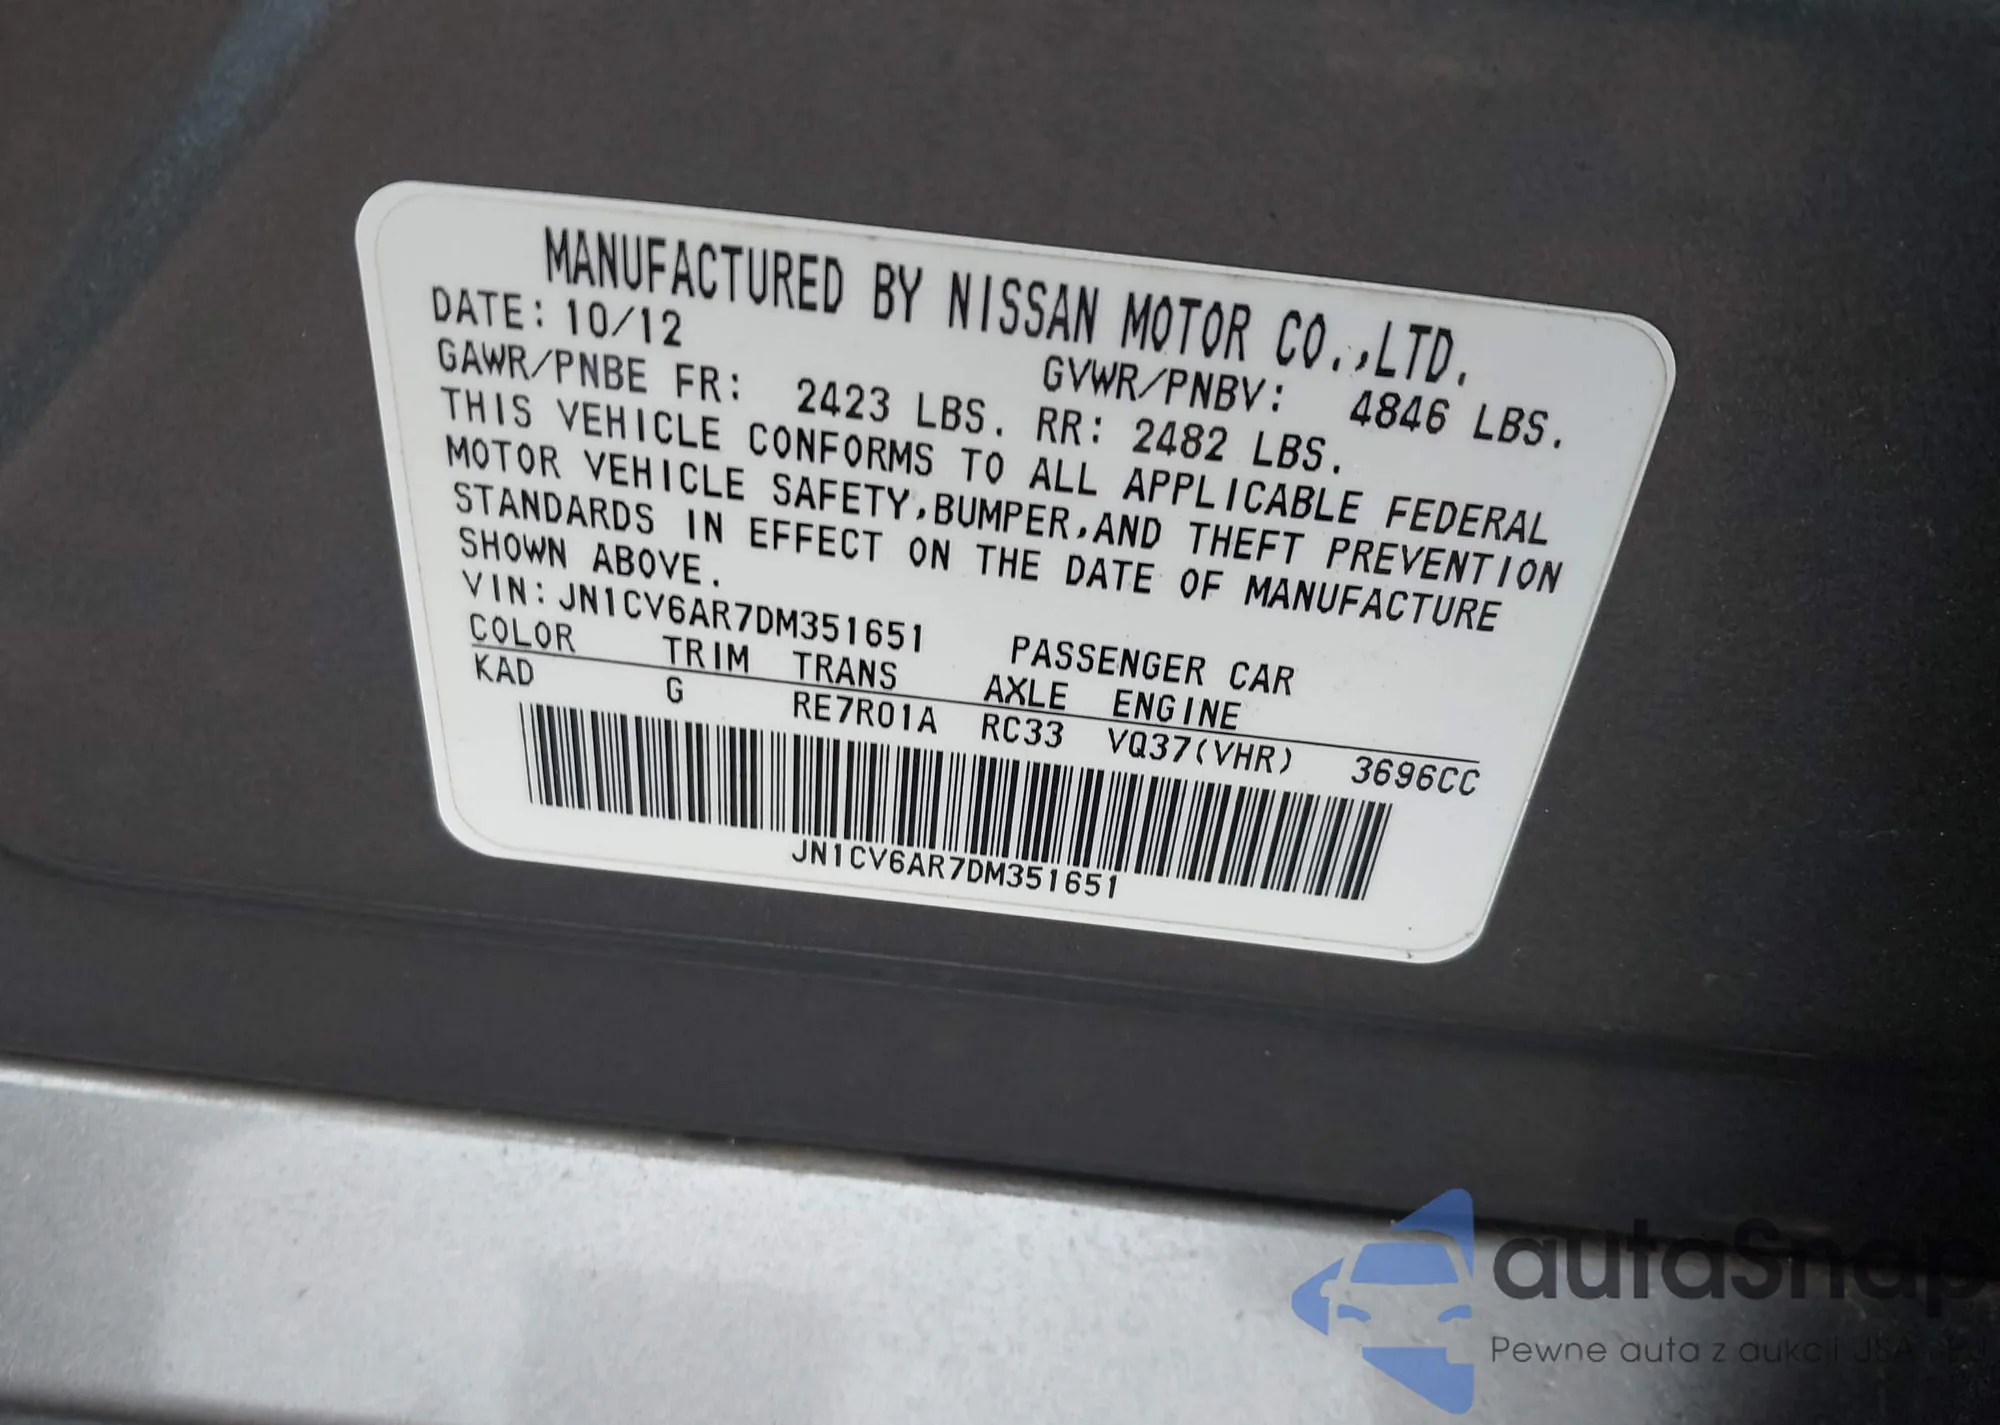 MANUFACTURED BY NISSAN MOTOR CO.,LTD.
DATE: 10/12 GVWR/PNBV: 4846 LBS.
GAWR/PNBE FR: 2423 LBS. RR: 2482 LBS.
THIS VEHICLE CONFORMS TO ALL APPLICABLE FEDERAL
MOTOR VEHICLE SAFETY,BUMPER,AND THEFT PREVENTION
STANDARDS IN EFFECT ON THE DATE OF MANUFACTURE
SHOWN ABOVE.
VIN: JN1CV6AR7DM351651 PASSENGER CAR
COLOR TRIM TRANS AXLE ENGINE
KAD G RE7R01A RC33 VQ37(VHR) 3696CC
JN1CV6AR7DM351651
autaSnap
Pewne auta z aukcji